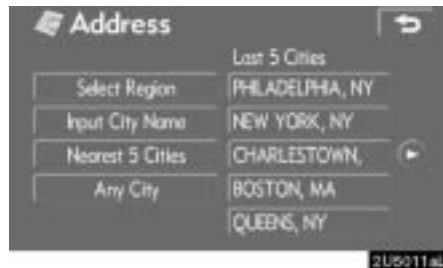 Address
Last 5 Cities
Select Region PHILADELPHIA, NY
Input City Name NEW YORK, NY
Nearest 5 Cities CHARLESTOWN,
Any City BOSTON, MA
QUEENS, NY
2U5011aL